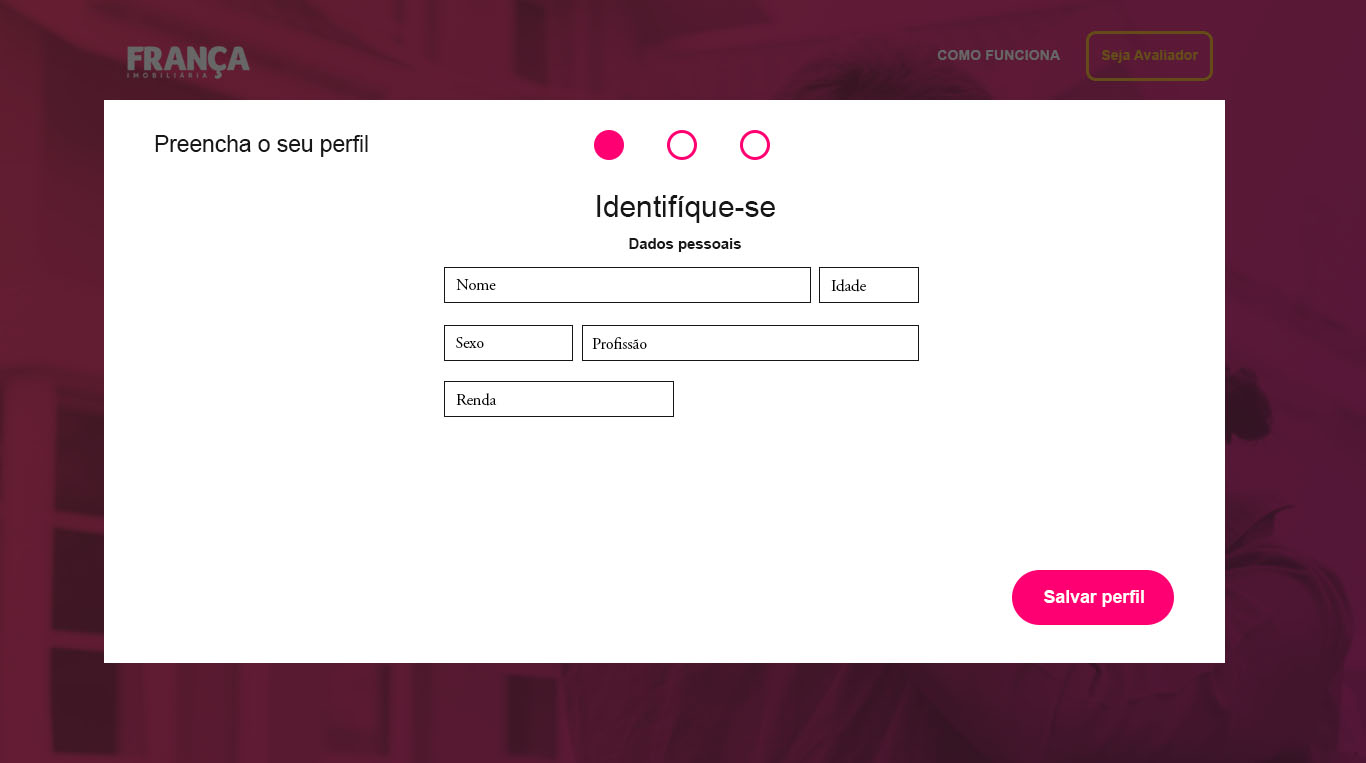 FRANÇA
IMOBILIÁRIA
COMO FUNCIONA
Seja Avaliador
Preencha o seu perfil
Identifíque-se
Dados pessoais
Nome
Idade
Sexo
Profissão
Renda
Salvar perfil